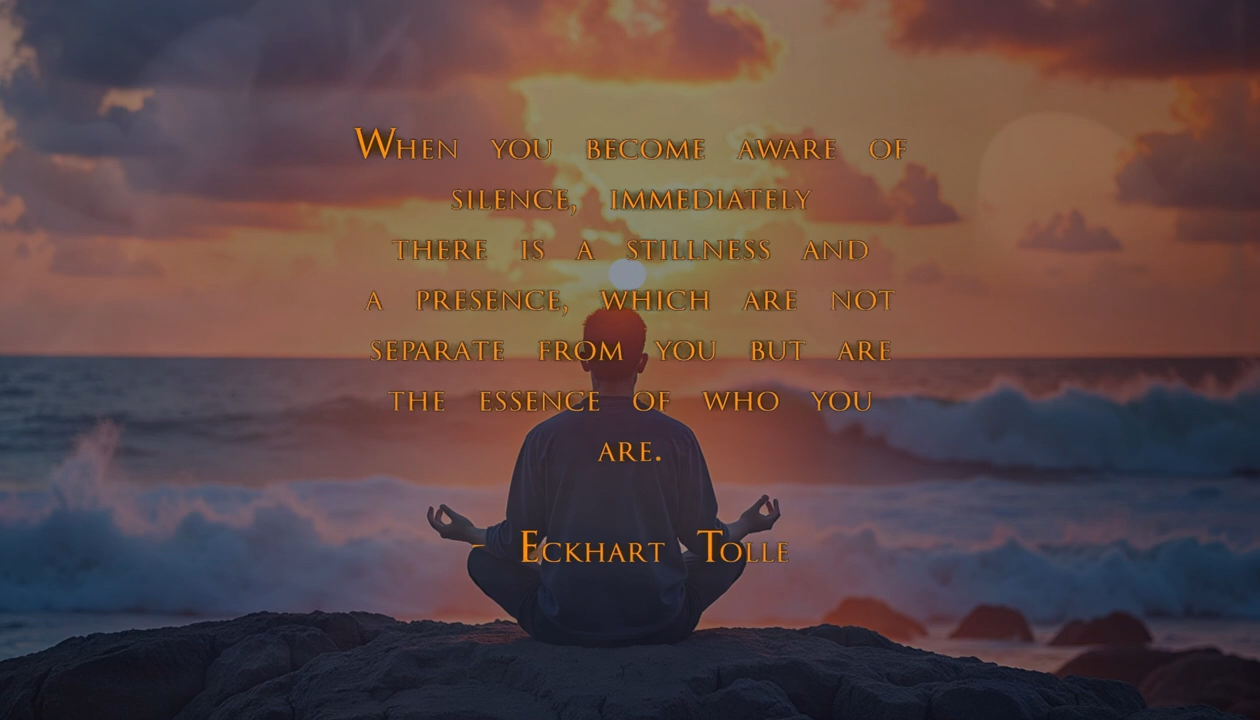 When you become aware of
silence, immediately
there is a stillness and
a presence, which are not
separate from you but are
the essence of who you
are.
- Eckhart Tolle